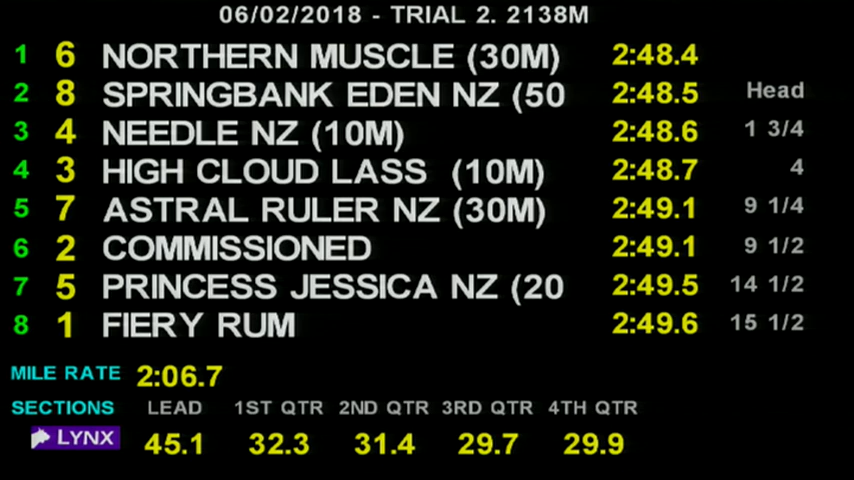 06/02/2018 - TRIAL 2. 2138M
1 6 NORTHERN MUSCLE (30M) 2:48.4
2 8 SPRINGBANK EDEN NZ (50 2:48.5 Head
3 4 NEEDLE NZ (10M) 2:48.6 1 3/4
4 3 HIGH CLOUD LASS (10M) 2:48.7 4
5 7 ASTRAL RULER NZ (30M) 2:49.1 9 1/4
6 2 COMMISSIONED 2:49.1 9 1/2
7 5 PRINCESS JESSICA NZ (20 2:49.5 14 1/2
8 1 FIERY RUM 2:49.6 15 1/2
MILE RATE 2:06.7
SECTIONS LEAD 1ST QTR 2ND QTR 3RD QTR 4TH QTR
LYNX 45.1 32.3 31.4 29.7 29.9